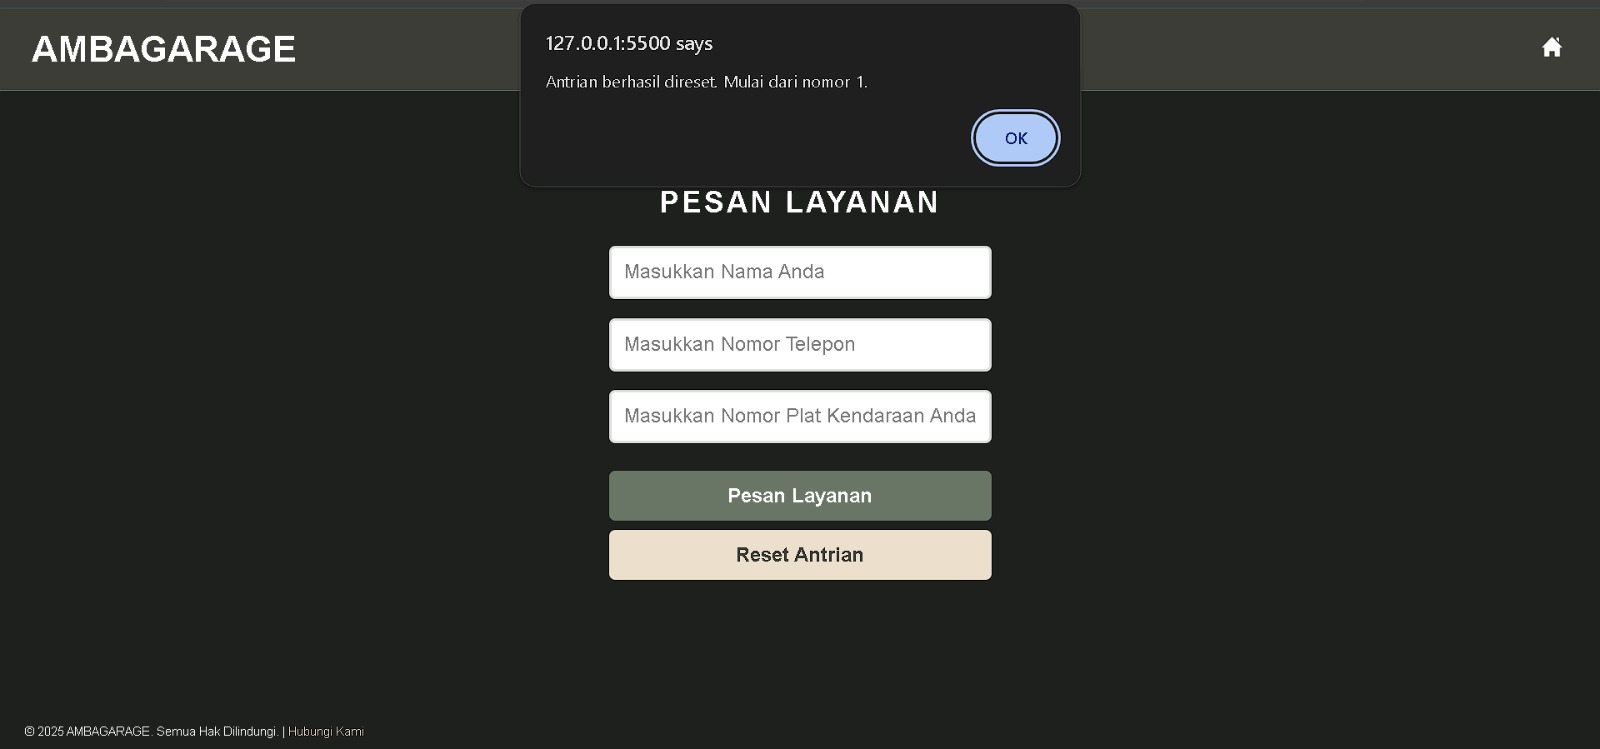 AMBAGARAGE
127.0.0.1:5500 says
Antrian berhasil direset. Mulai dari nomor 1.
OK
PESAN LAYANAN
Masukkan Nama Anda
Masukkan Nomor Telepon
Masukkan Nomor Plat Kendaraan Anda
Pesan Layanan
Reset Antrian
© 2025 AMBAGARAGE. Semua Hak Dilindungi. | Hubungi Kami